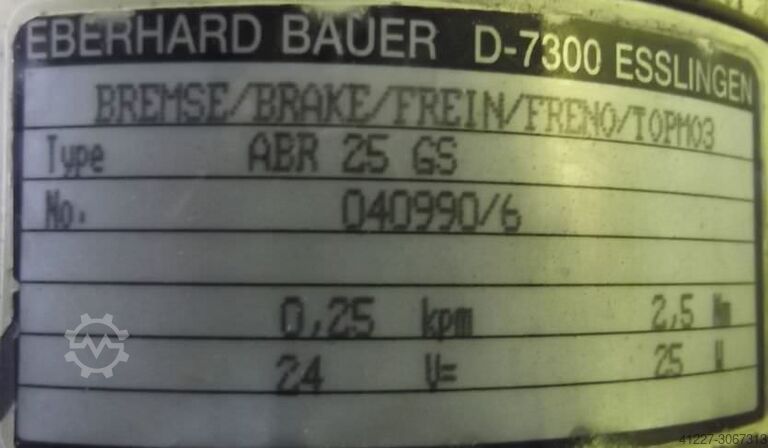 EBERHARD BAUER D-7300 ESSLINGEN
BREMSE/BRAKE/FREIN/FRENO/TOPMO3
Type ABR 25 GS
No. 040990/6
0,25 kpm 2,5 Nm
24 V= 25 W
41227-3067313